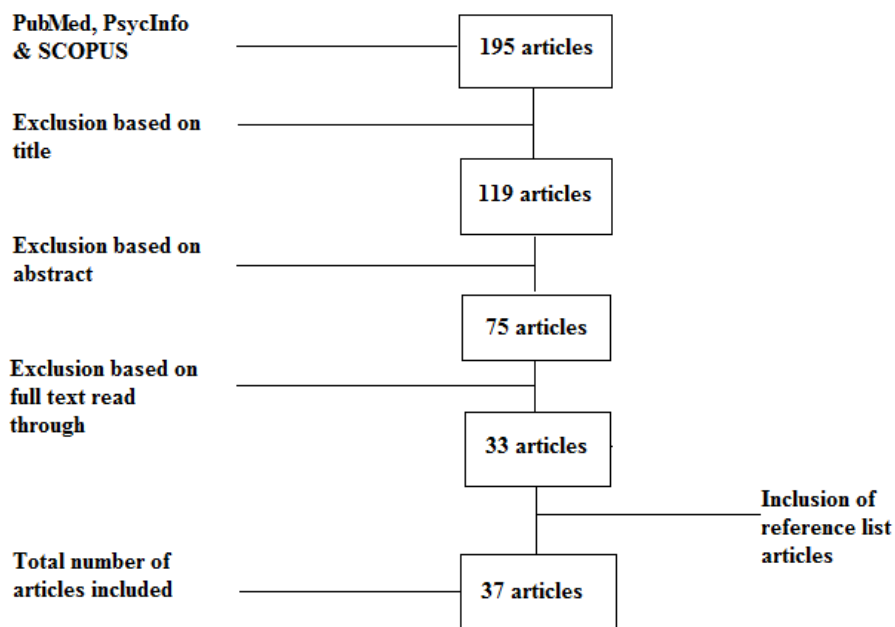 PubMed, PsycInfo
& SCOPUS
195 articles
Exclusion based on
title
119 articles
Exclusion based on
abstract
75 articles
Exclusion based on
full text read
through
33 articles
Inclusion of
reference list
articles
Total number of
articles included
37 articles